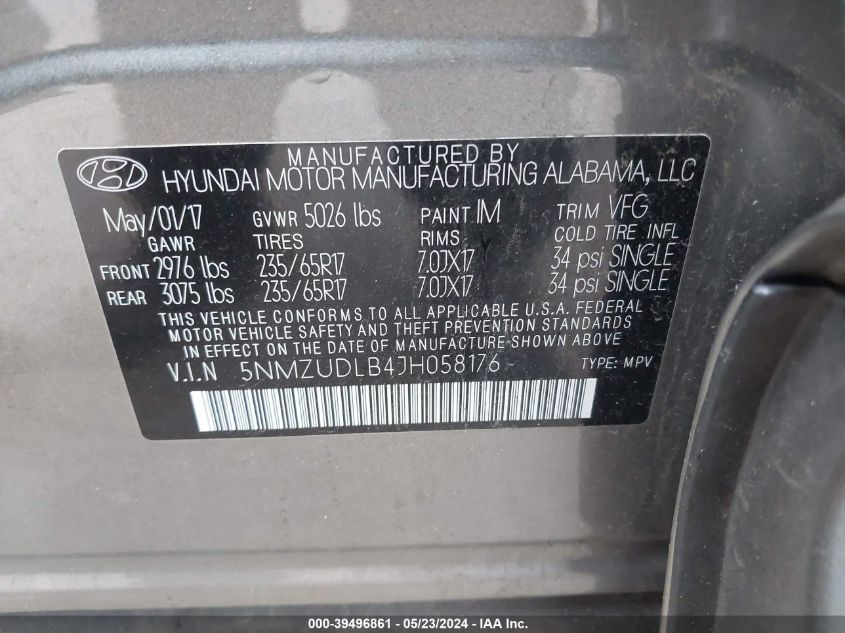 MANUFACTURED BY
HYUNDAI MOTOR MANUFACTURING ALABAMA, LLC
May/01/17 GVWR 5026 lbs PAINT IM TRIM VFG
GAWR TIRES RIMS COLD TIRE INFL
FRONT 2976 lbs 235/65R17 7.0JX17 34 psi SINGLE
REAR 3075 lbs 235/65R17 7.0JX17 34 psi SINGLE
THIS VEHICLE CONFORMS TO ALL APPLICABLE U.S.A. FEDERAL
MOTOR VEHICLE SAFETY AND THEFT PREVENTION STANDARDS
IN EFFECT ON THE DATE OF MANUFACTURE SHOWN ABOVE.
V.I.N 5NMZUDLB4JH058176 TYPE: MPV
000-39496861 - 05/23/2024 - IAA Inc.